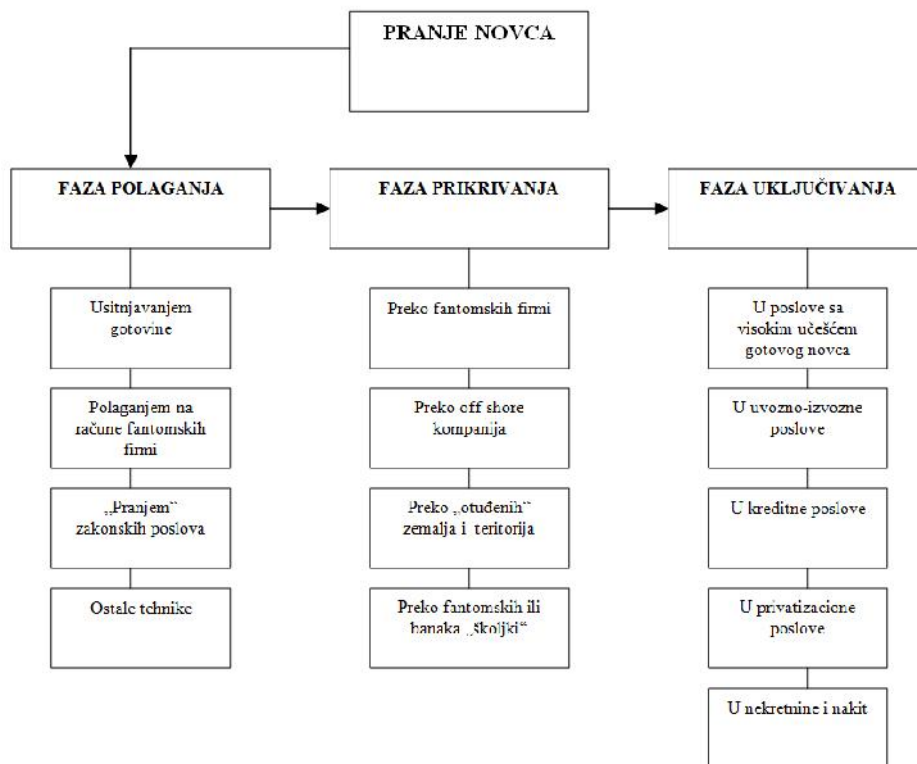 PRANJE NOVCA
FAZA POLAGANJA
Usitnjavanjem
gotovine
Polaganjem na
račune fantomskih
firmi
„Pranjem“
zakonskih poslova
Ostale tehnike
FAZA PRIKRIVANJA
Preko fantomskih firmi
Preko off shore
kompanija
Preko „otuđenih“
zemalja i teritorija
Preko fantomskih ili
banaka „školjki“
FAZA UKLJUČIVANJA
U poslove sa
visokim učešćem
gotovog novca
U uvozno-izvozne
poslove
U kreditne poslove
U privatizacione
poslove
U nekretnine i nakit